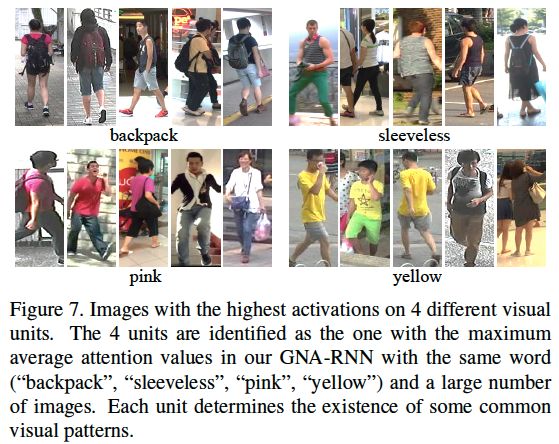 backpack
sleeveless
pink
yellow
Figure 7. Images with the highest activations on 4 different visual
units. The 4 units are identified as the one with the maximum
average attention values in our GNA-RNN with the same word
(“backpack”, “sleeveless”, “pink”, “yellow”) and a large number
of images. Each unit determines the existence of some common
visual patterns.